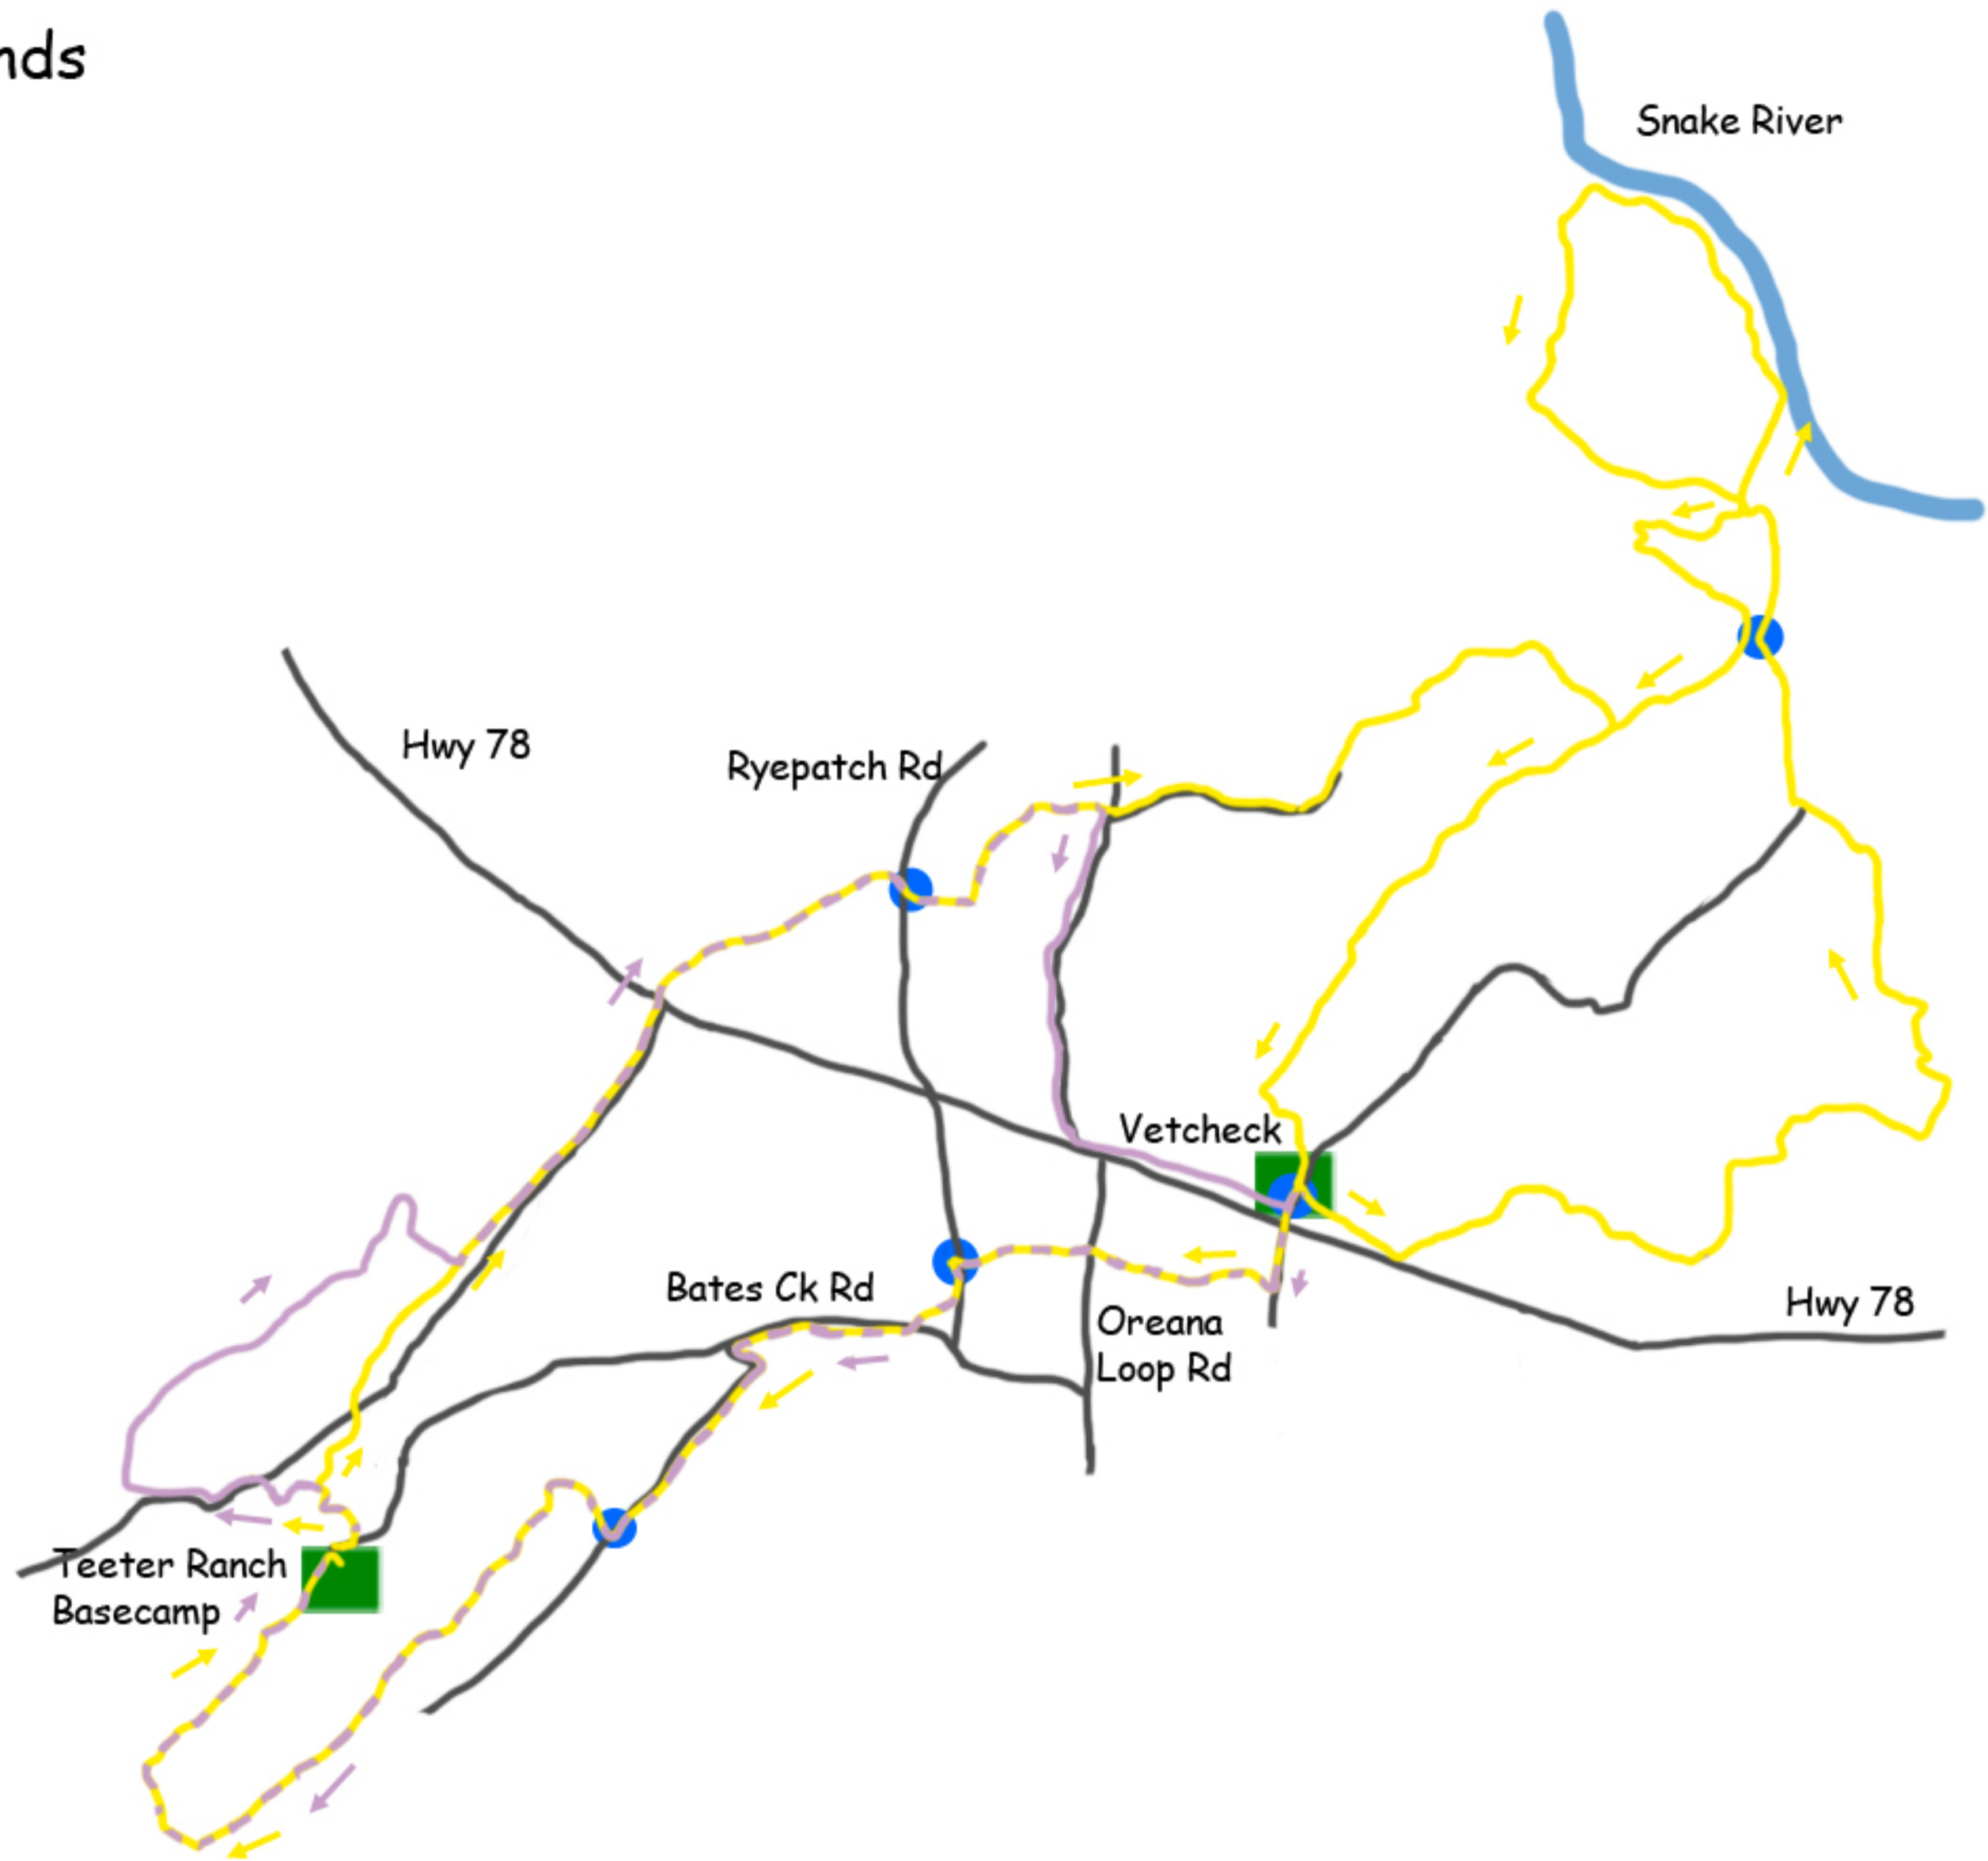 nds
Snake River
Hwy 78
Ryepatch Rd
Vetcheck
Bates Ck Rd
Oreana
Loop Rd
Hwy 78
Teeter Ranch
Basecamp